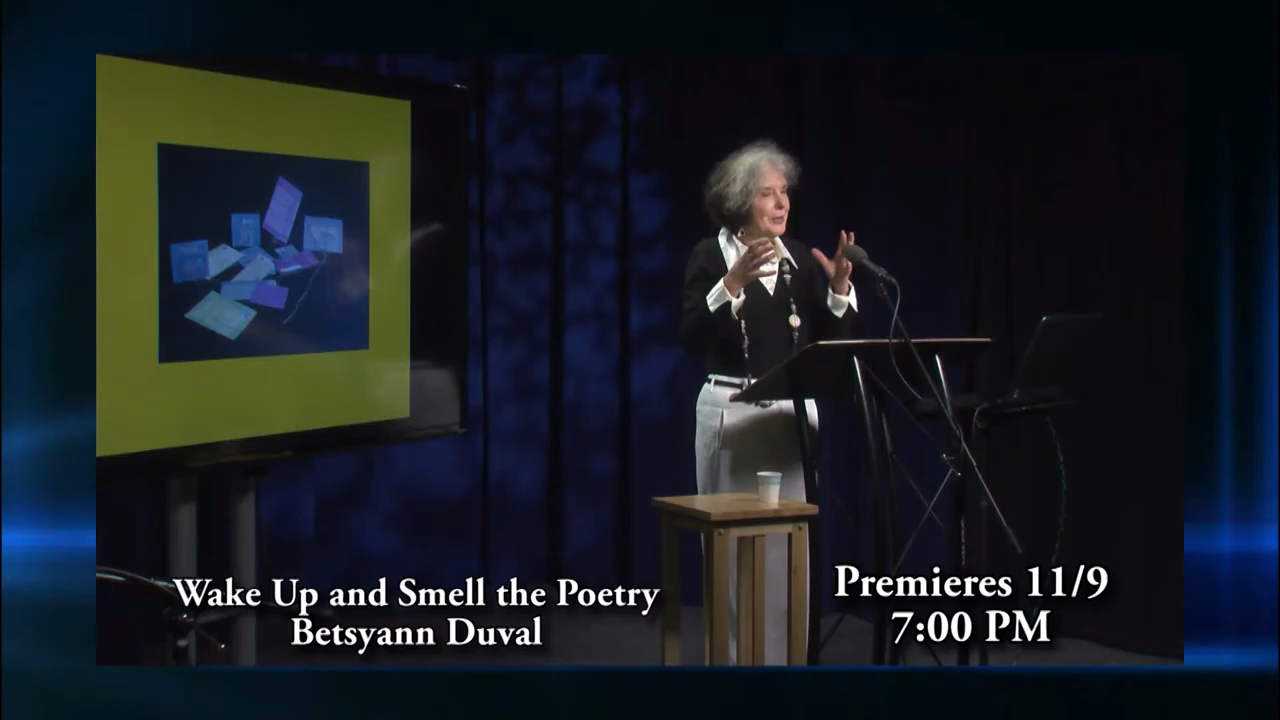 Wake Up and Smell the Poetry
Betsyann Duval
Premieres 11/9
7:00 PM